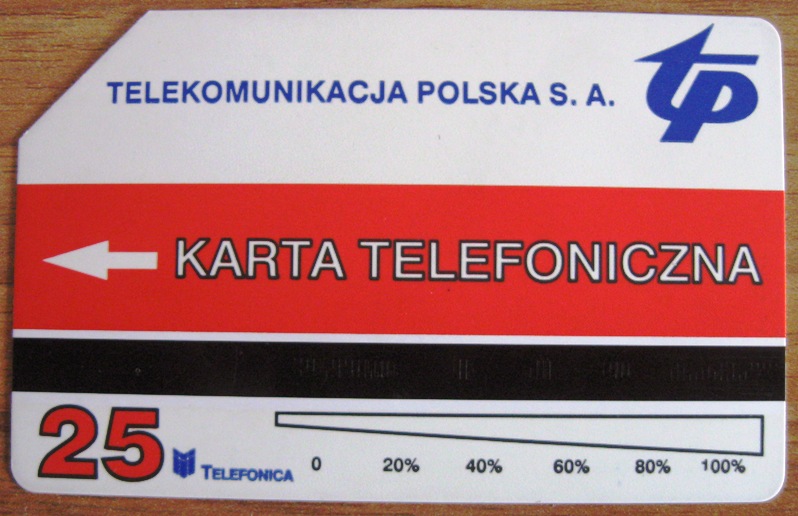 TELEKOMUNIKACJA POLSKA S. A.
tp
KARTA TELEFONICZNA
25
TELEFONICA
0 20% 40% 60% 80% 100%